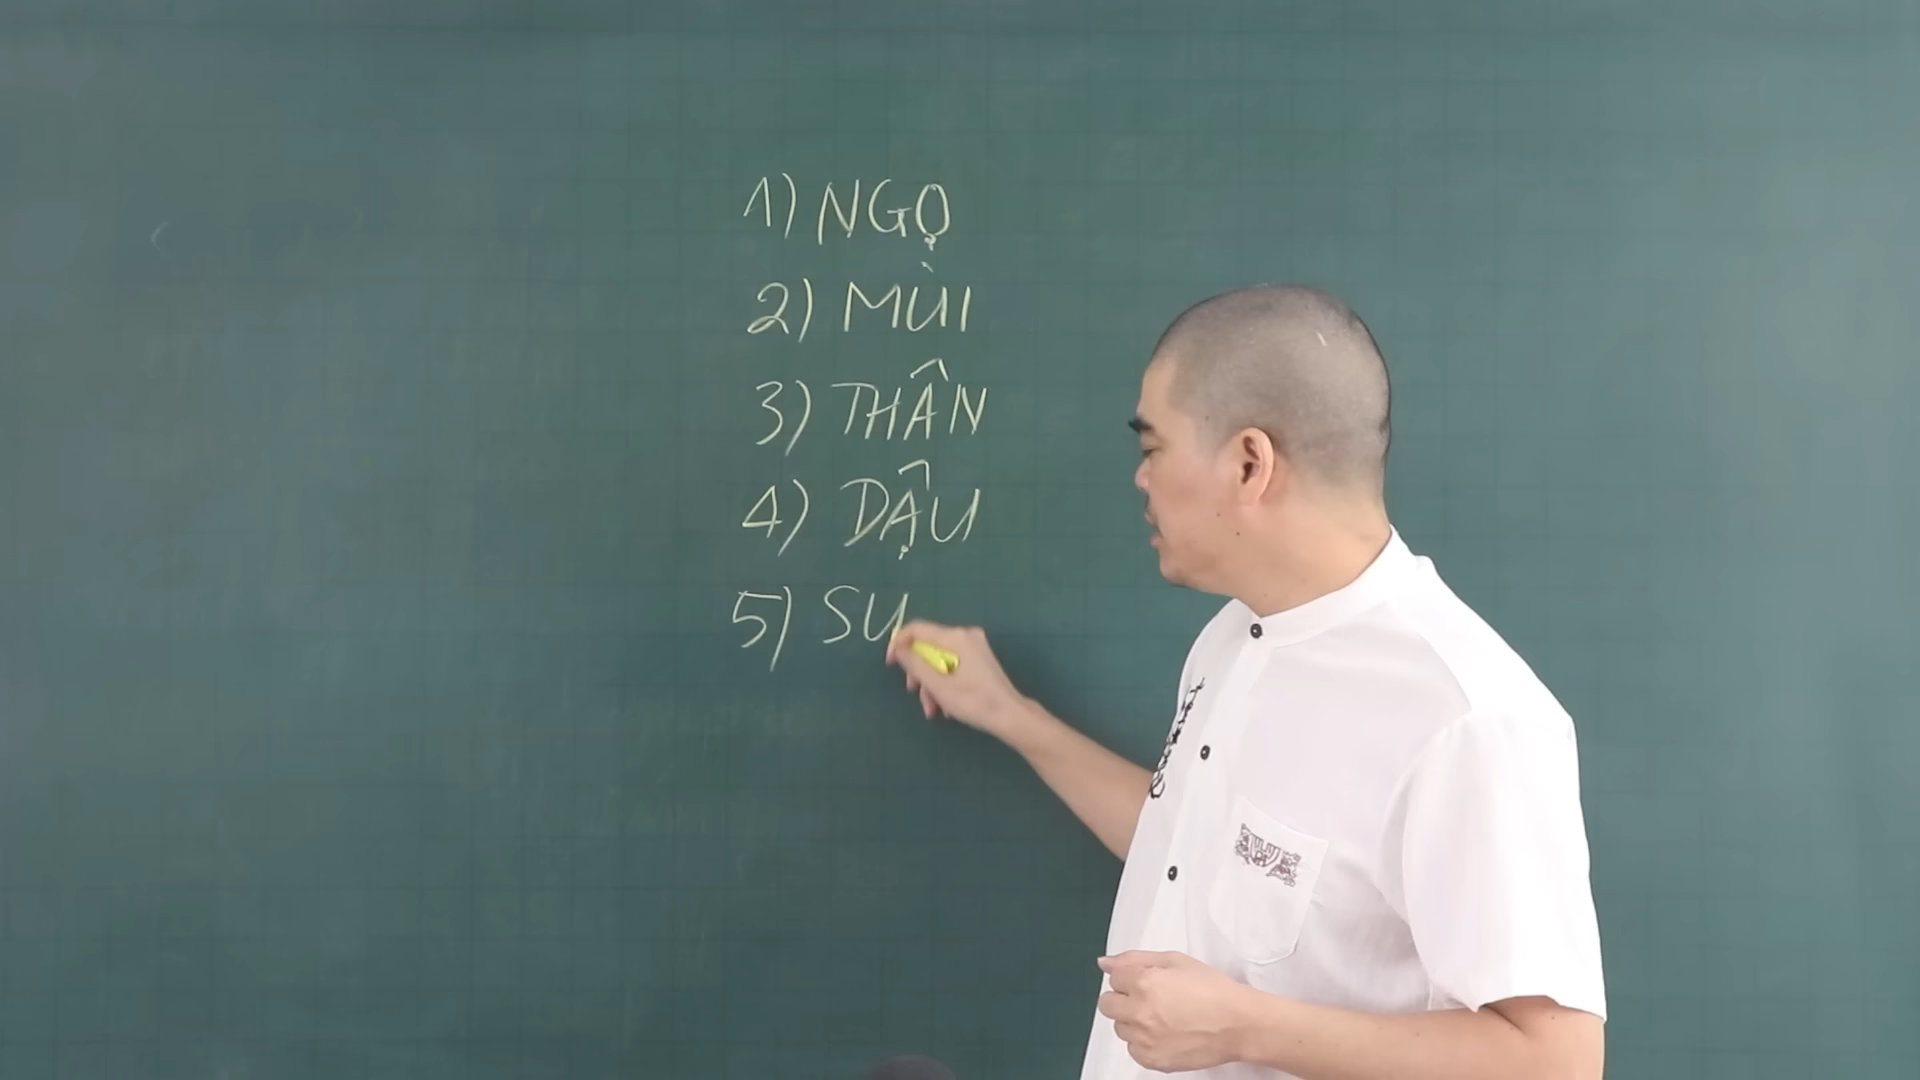 1) NGỌ
2) MÙI
3) THÂN
4) DẬU
5) SU